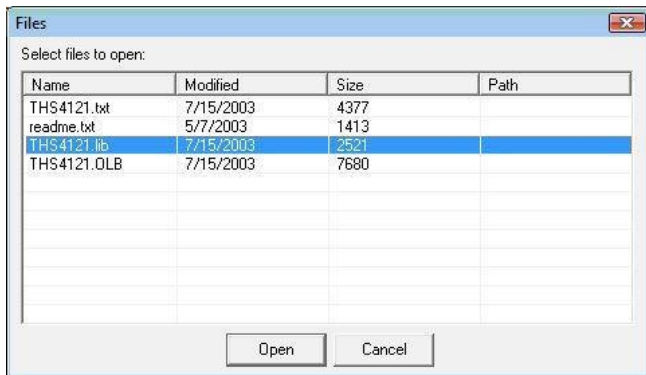 Files
Select files to open:
Name Modified Size Path
THS4121.txt 7/15/2003 4377
readme.txt 5/7/2003 1413
THS4121.lib 7/15/2003 2521
THS4121.OLB 7/15/2003 7680
Open Cancel